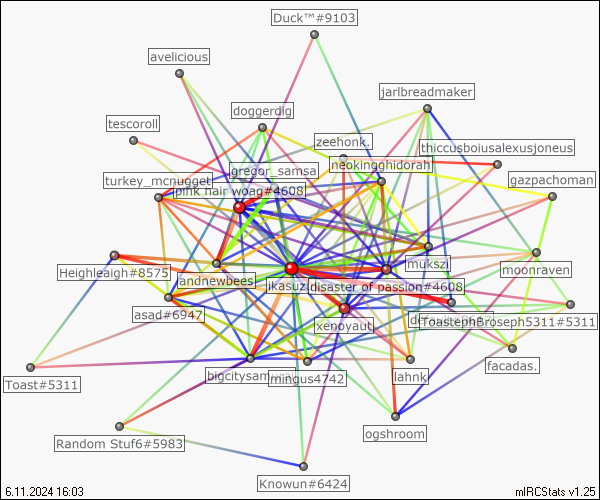 Duck™#9103
avelicious
jarlbreadmaker
doggerdig
tescoroll
zeehonk.
thiccusboiusalexusjoneus
neokingghidorah
gregor_samsa
turkey_mcnugget
pink hair woag#4608
gazpachoman
mukszi
moonraven
Heighleaigh#8575
andnewbees
jkasuz
disaster of passion#4608
asad#6947
xenoyaut
ToastephBroseph5311#5311
bigcitysam
mingus4742
lahnk
facadas.
Toast#5311
ogshroom
Random Stuf6#5983
Knowun#6424
6.11.2024 16:03
mIRCStats v1.25